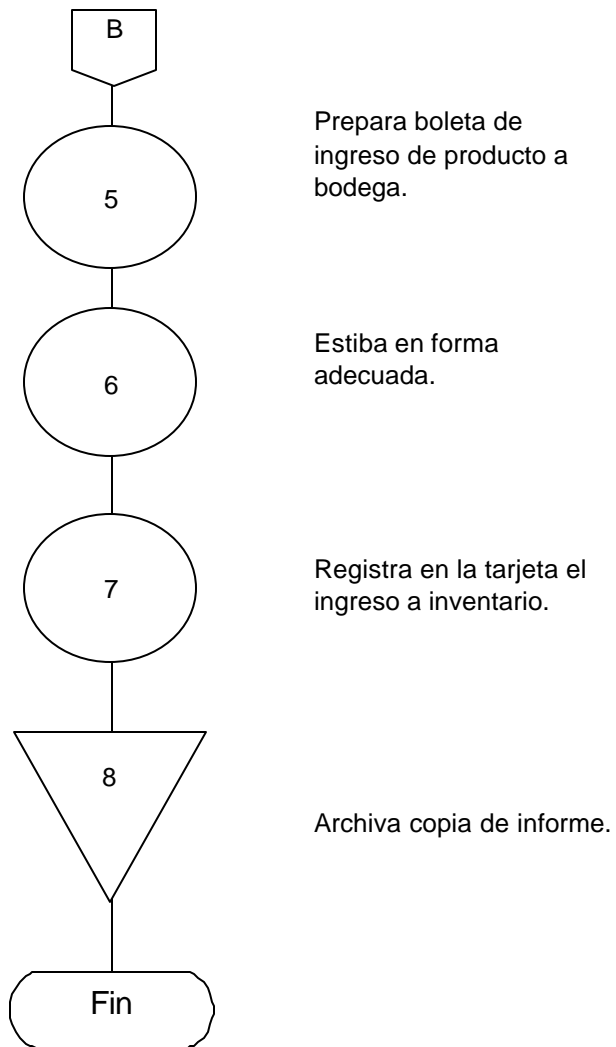 B
5
Prepara boleta de
ingreso de producto a
bodega.
6
Estiba en forma
adecuada.
7
Registra en la tarjeta el
ingreso a inventario.
8
Archiva copia de informe.
Fin